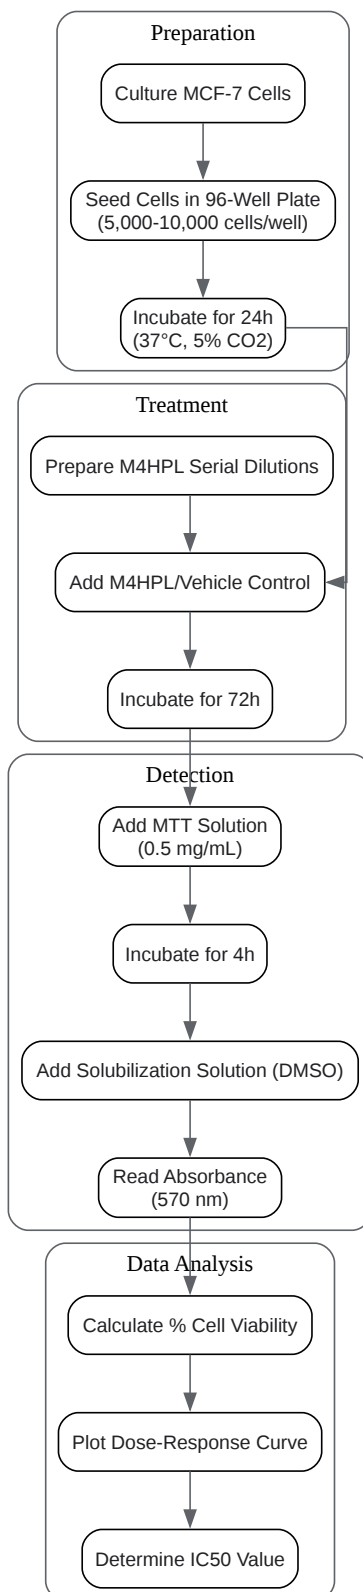 Preparation
Culture MCF-7 Cells
Seed Cells in 96-Well Plate
(5,000-10,000 cells/well)
Incubate for 24h
(37°C, 5% CO2)
Treatment
Prepare M4HPL Serial Dilutions
Add M4HPL/Vehicle Control
Incubate for 72h
Detection
Add MTT Solution
(0.5 mg/mL)
Incubate for 4h
Add Solubilization Solution (DMSO)
Read Absorbance
(570 nm)
Data Analysis
Calculate % Cell Viability
Plot Dose-Response Curve
Determine IC50 Value